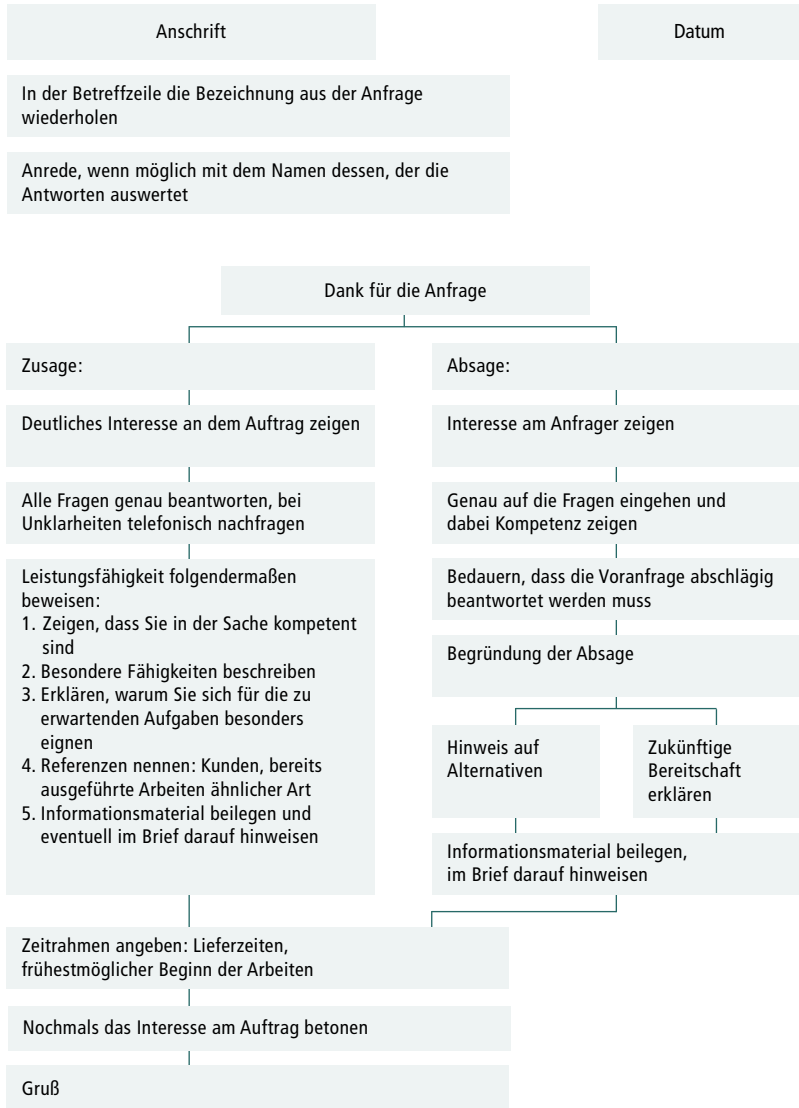 Anschrift
Datum
In der Betreffzeile die Bezeichnung aus der Anfrage
wiederholen
Anrede, wenn möglich mit dem Namen dessen, der die
Antworten auswertet
Dank für die Anfrage
Zusage:
Deutliches Interesse an dem Auftrag zeigen
Alle Fragen genau beantworten, bei
Unklarheiten telefonisch nachfragen
Leistungsfähigkeit folgendermaßen
beweisen:
1. Zeigen, dass Sie in der Sache kompetent
sind
2. Besondere Fähigkeiten beschreiben
3. Erklären, warum Sie sich für die zu
erwartenden Aufgaben besonders
eignen
4. Referenzen nennen: Kunden, bereits
ausgeführte Arbeiten ähnlicher Art
5. Informationsmaterial beilegen und
eventuell im Brief darauf hinweisen
Absage:
Interesse am Anfrager zeigen
Genau auf die Fragen eingehen und
dabei Kompetenz zeigen
Bedauern, dass die Voranfrage abschlägig
beantwortet werden muss
Begründung der Absage
Hinweis auf
Alternativen
Zukünftige
Bereitschaft
erklären
Informationsmaterial beilegen,
im Brief darauf hinweisen
Zeitrahmen angeben: Lieferzeiten,
frühestmöglicher Beginn der Arbeiten
Nochmals das Interesse am Auftrag betonen
Gruß